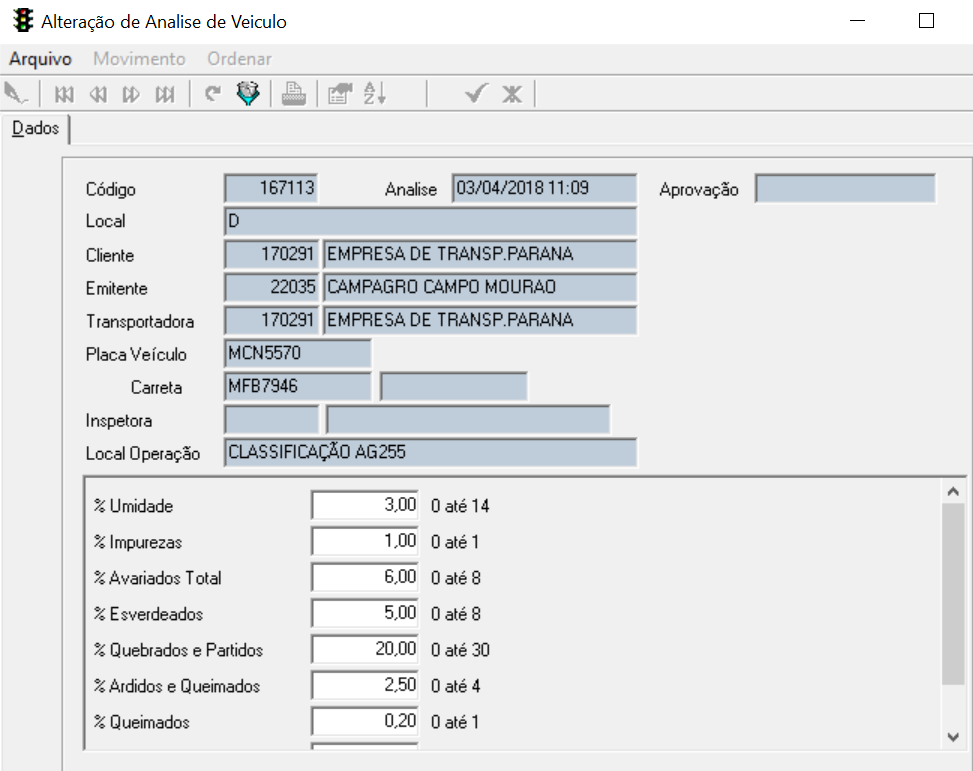 Alteração de Analise de Veiculo
Arquivo Movimento Ordenar
Dados
Código 167113 Analise 03/04/2018 11:09 Aprovação
Local D
Cliente 170291 EMPRESA DE TRANSP.PARANA
Emitente 22035 CAMPAGRO CAMPO MOURAO
Transportadora 170291 EMPRESA DE TRANSP.PARANA
Placa Veículo MCN5570
Carreta MFB7946
Inspetora
Local Operação CLASSIFICAÇÃO AG255
% Umidade 3,00 0 até 14
% Impurezas 1,00 0 até 1
% Avariados Total 6,00 0 até 8
% Esverdeados 5,00 0 até 8
% Quebrados e Partidos 20,00 0 até 30
% Ardidos e Queimados 2,50 0 até 4
% Queimados 0,20 0 até 1